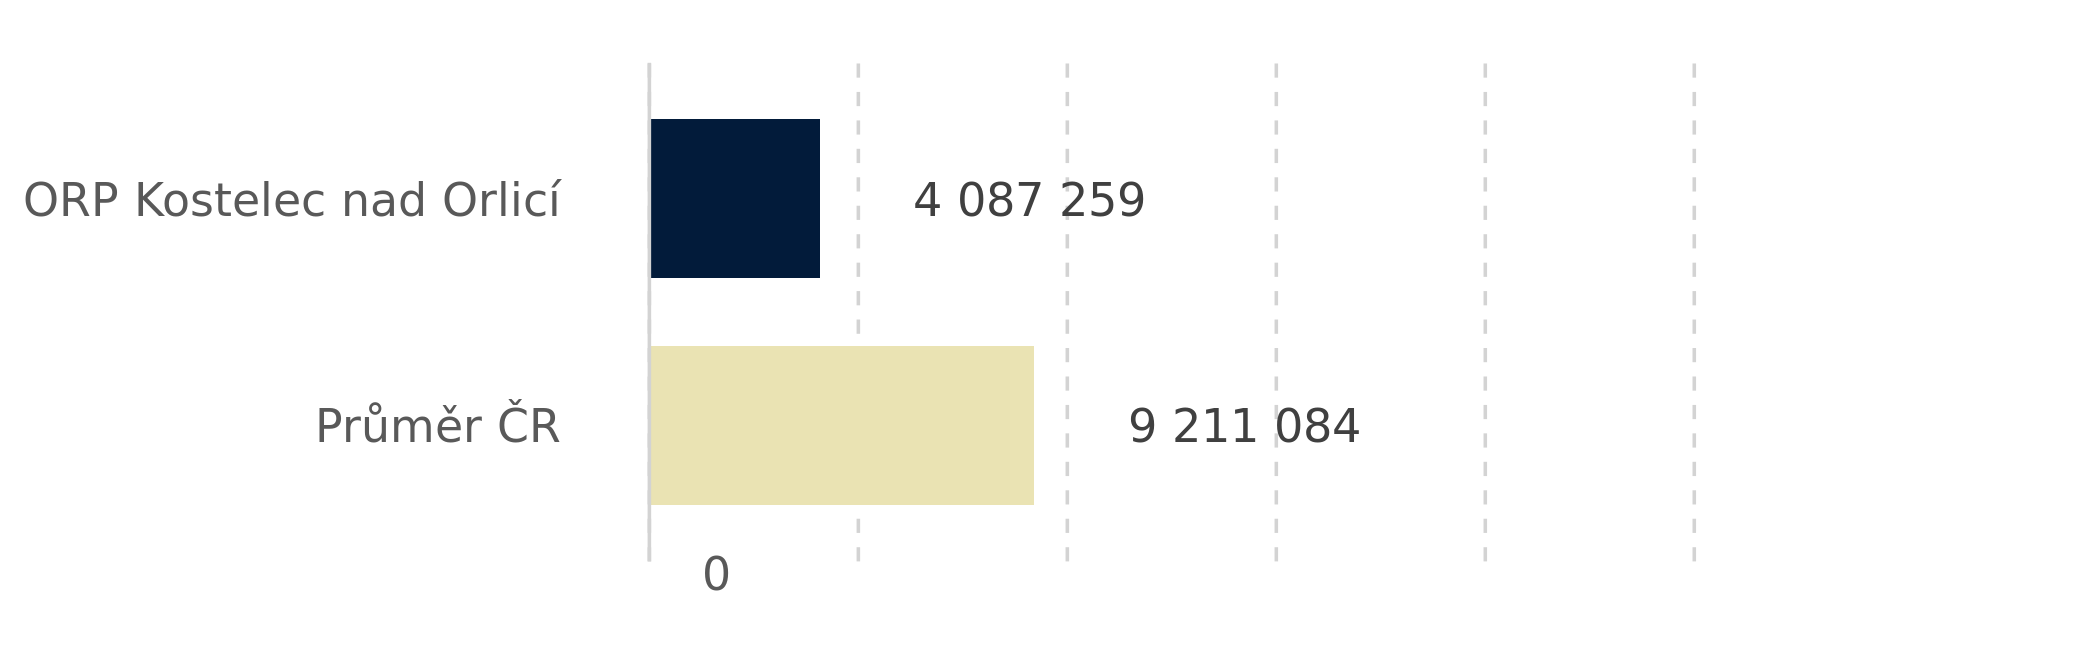 ORP Kostelec nad Orlicí
4 087 259
Průměr ČR
9 211 084
0